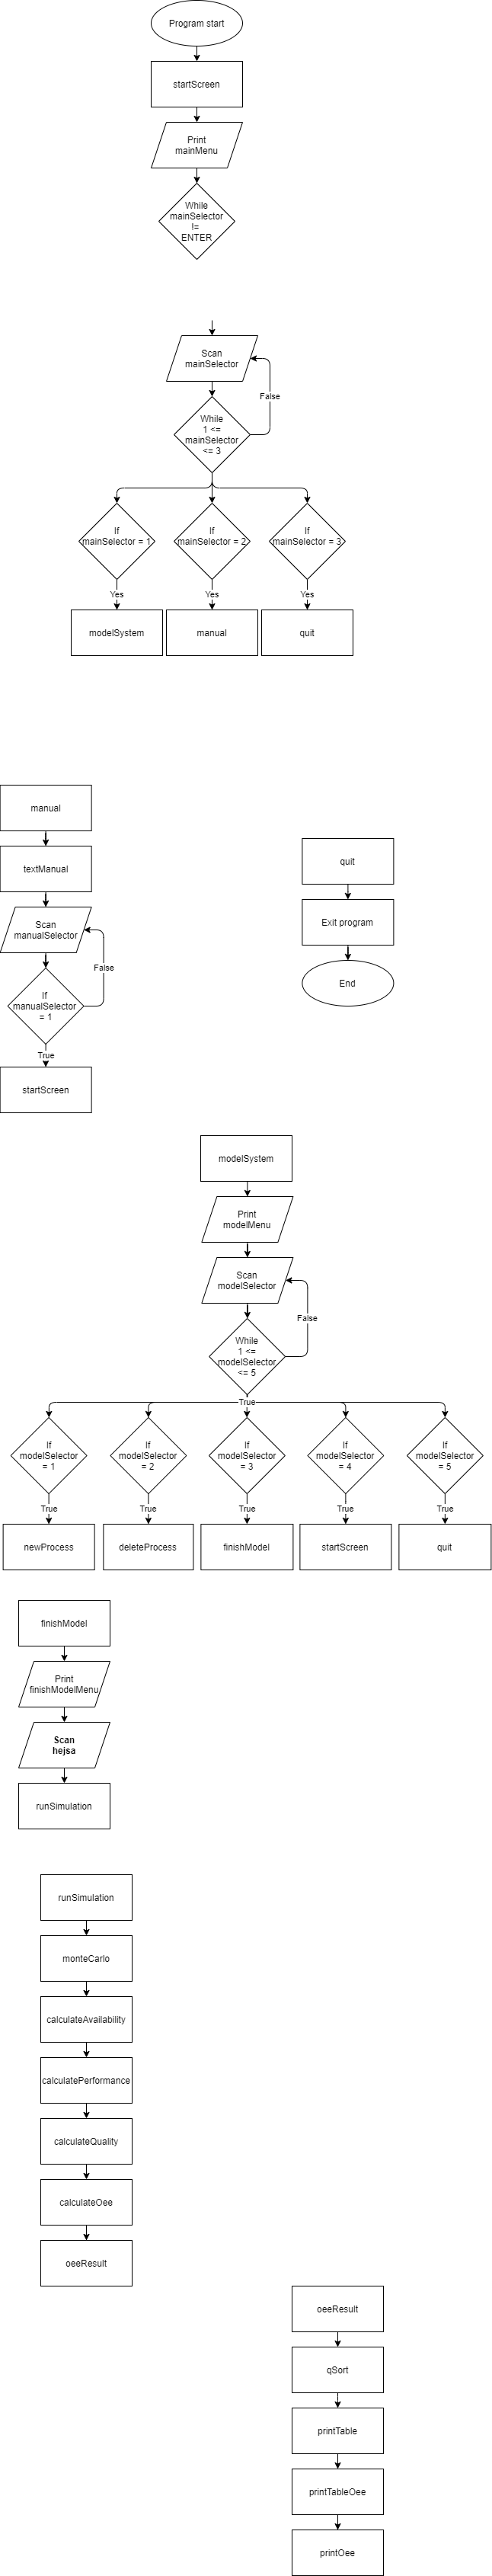 Program start
startScreen
Print
mainMenu
While
mainSelector
!=
ENTER
Scan
mainSelector
False
While
1 <=
mainSelector
<= 3
If
mainSelector = 1
If
mainSelector = 2
If
mainSelector = 3
Yes
Yes
Yes
modelSystem
manual
quit
manual
textManual
Scan
manualSelector
False
If
manualSelector
= 1
True
startScreen
quit
Exit program
End
modelSystem
Print
modelMenu
Scan
modelSelector
False
While
1 <=
modelSelector
<= 5
True
If
modelSelector
= 1
If
modelSelector
= 2
If
modelSelector
= 3
If
modelSelector
= 4
If
modelSelector
= 5
True
True
True
True
True
newProcess
deleteProcess
finishModel
startScreen
quit
finishModel
Print
finishModelMenu
Scan
hejsa
runSimulation
runSimulation
monteCarlo
calculateAvailability
calculatePerformance
calculateQuality
calculateOee
oeeResult
oeeResult
qSort
printTable
printTableOee
printOee